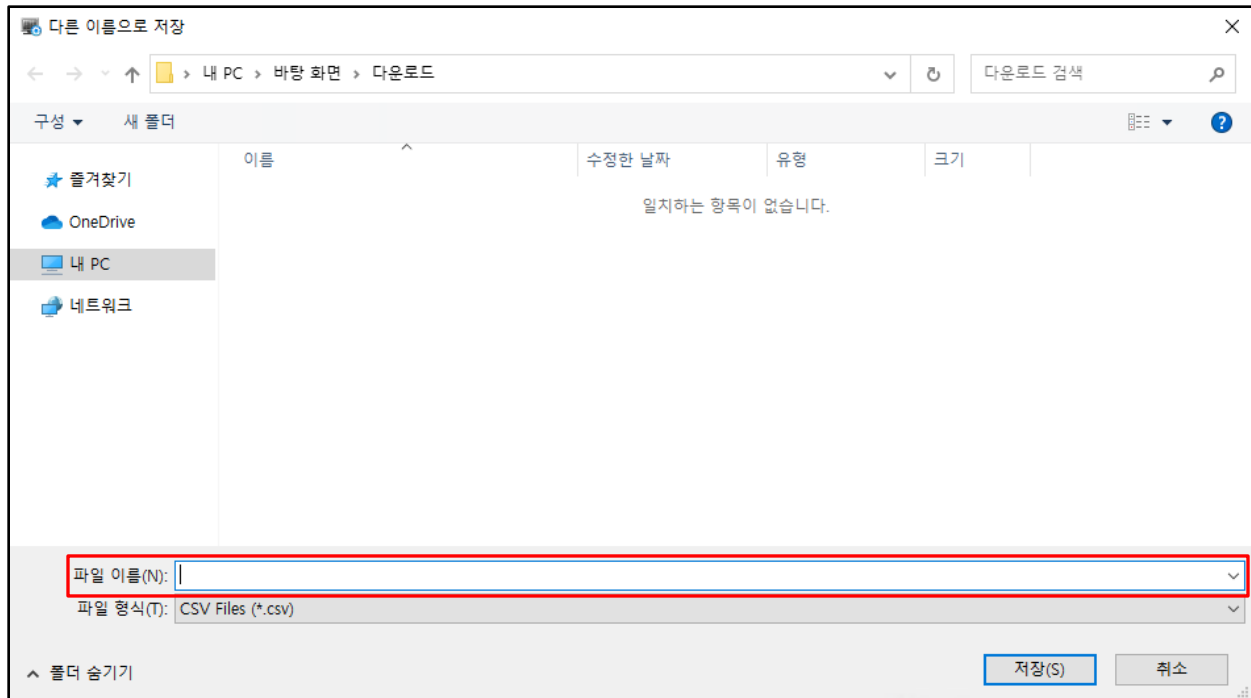 다른 이름으로 저장
내 PC > 바탕 화면 > 다운로드
다운로드 검색
구성
새 폴더
이름
수정한 날짜
유형
크기
즐겨찾기
OneDrive
내 PC
네트워크
일치하는 항목이 없습니다.
파일 이름(N):
파일 형식(T): CSV Files (*.csv)
폴더 숨기기
저장(S)
취소